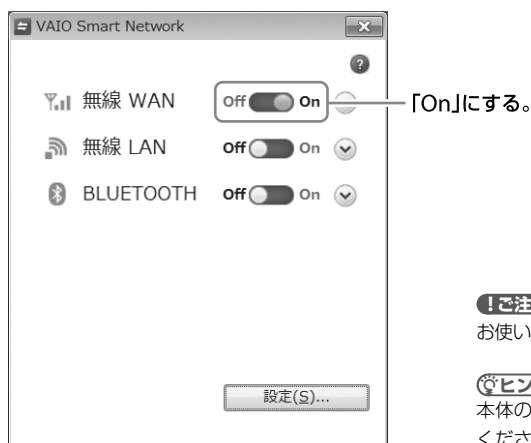 VAIO Smart Network
無線 WAN Off On
「On」にする。
無線 LAN Off On
BLUETOOTH Off On
設定(S)...
ご注
お使い
ヒン
本体の
くださ